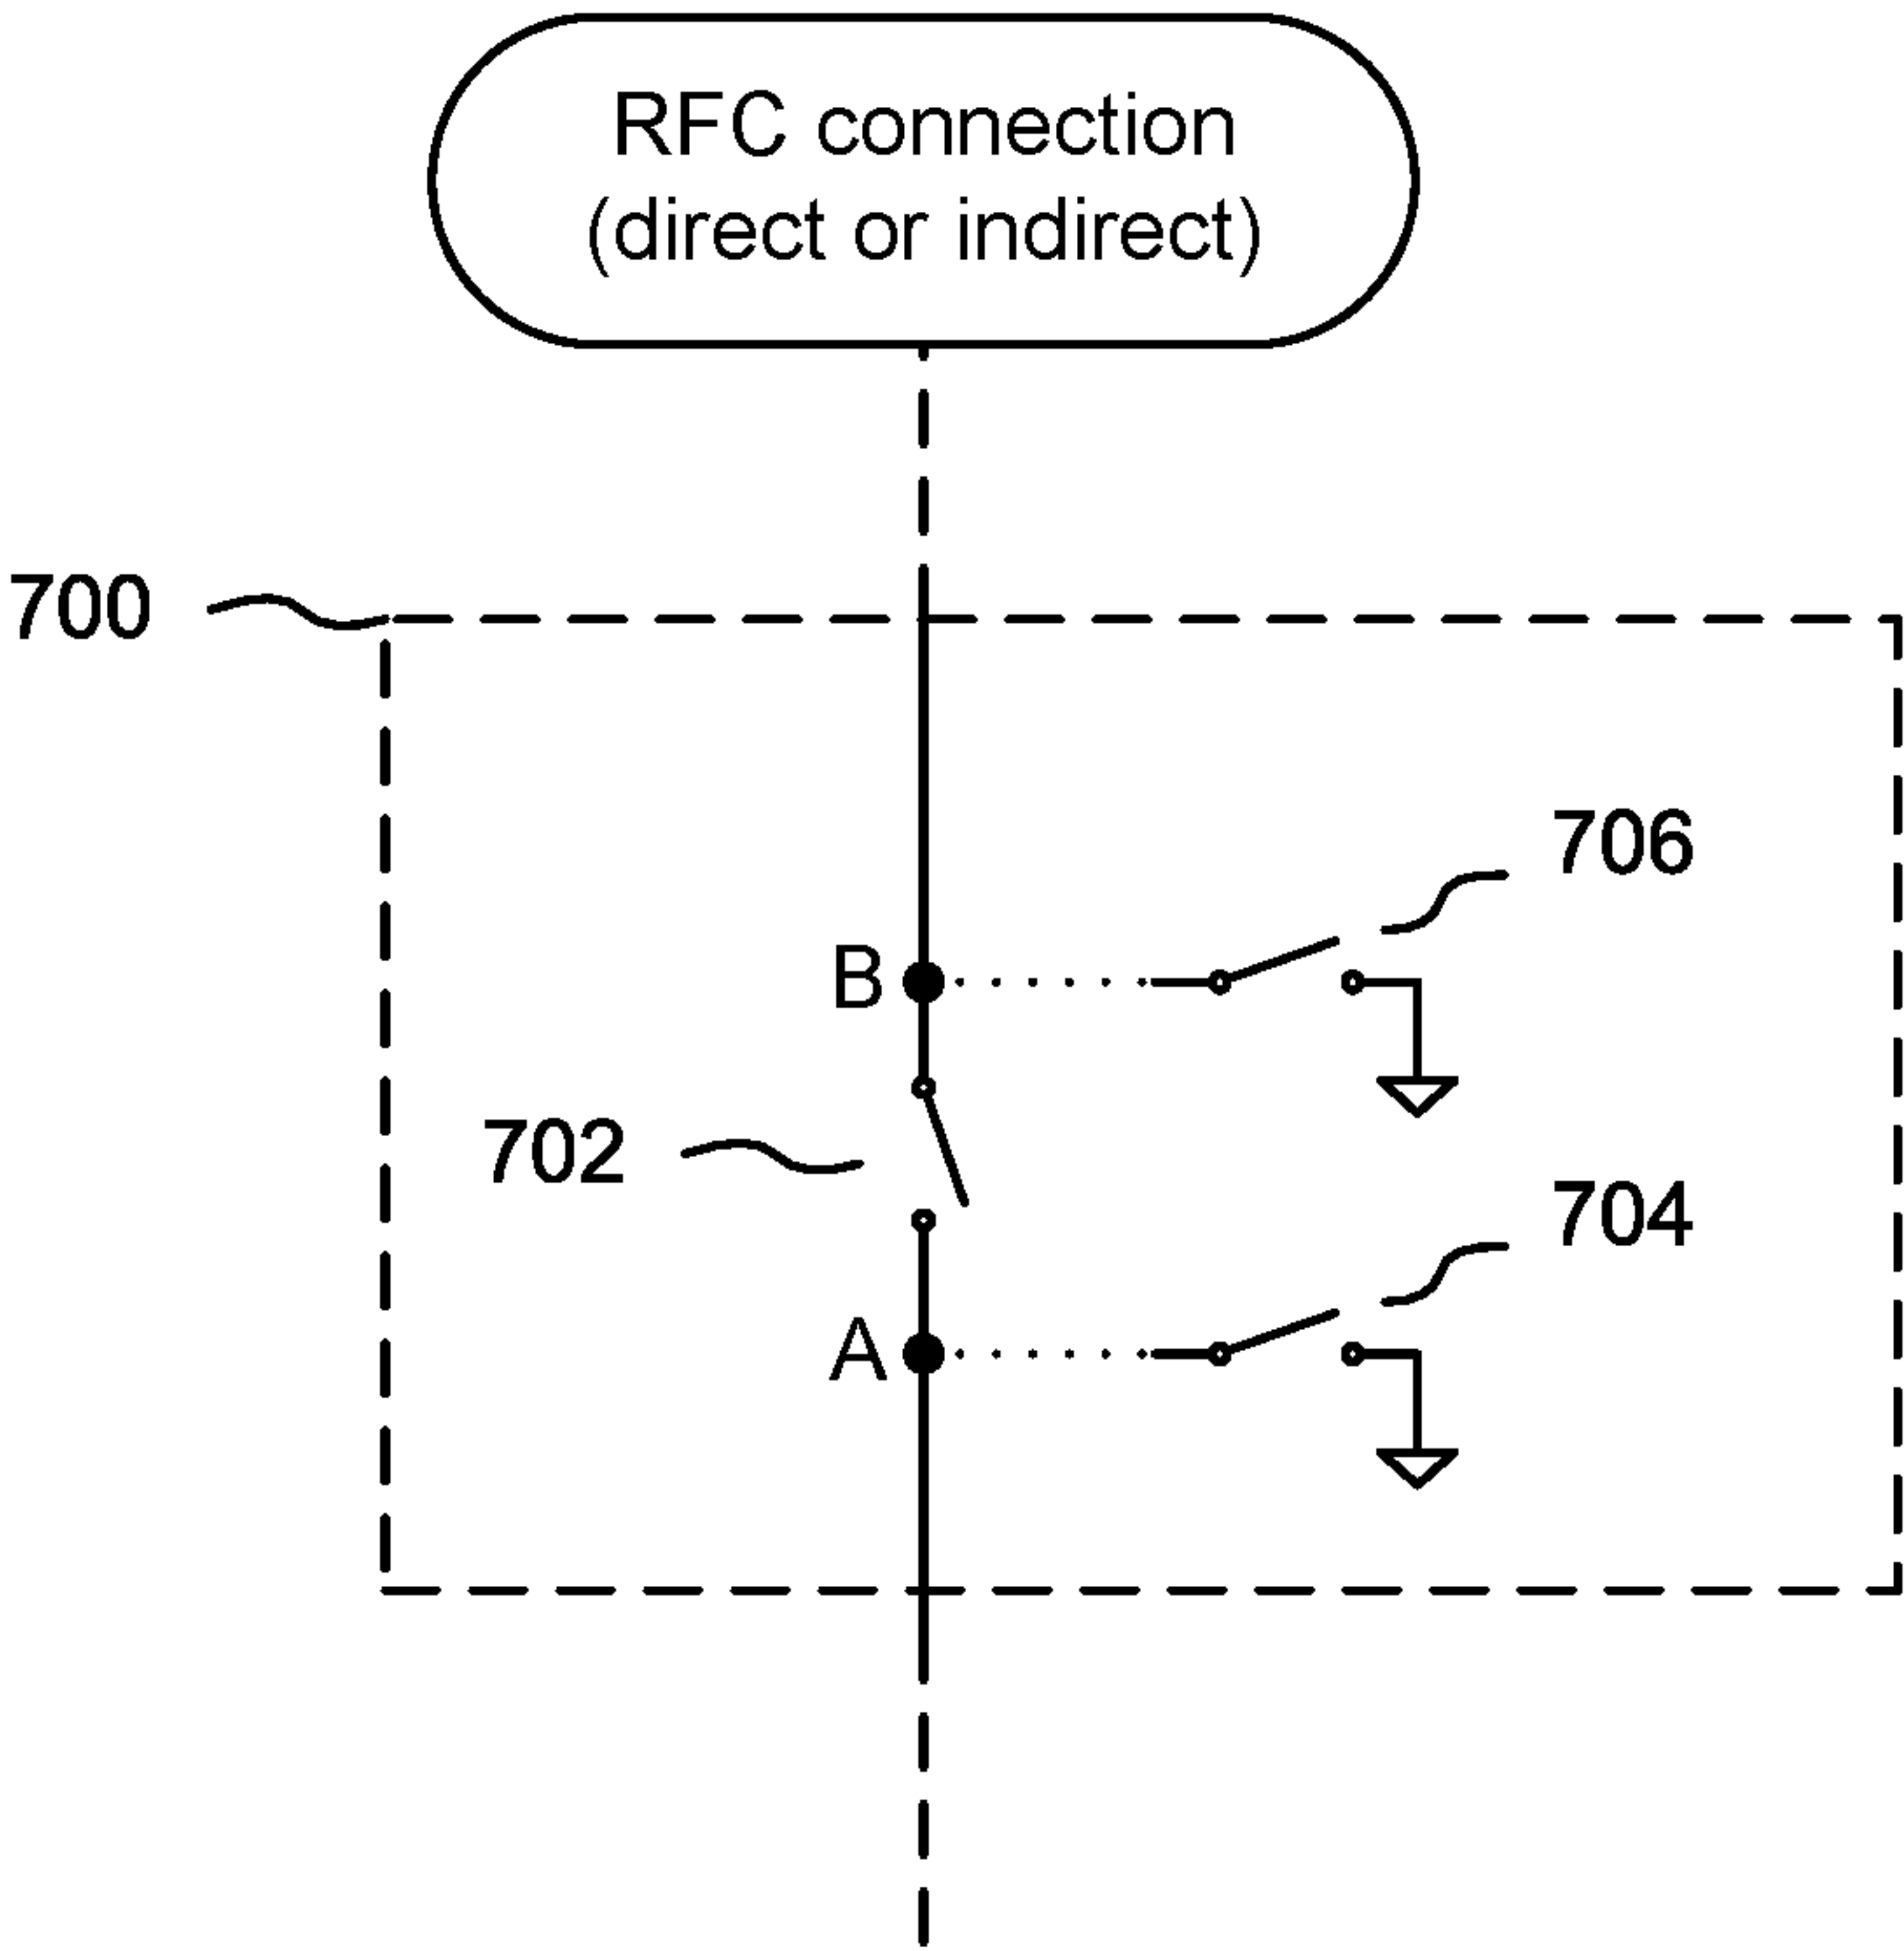 RFC connection
(direct or indirect)
700
706
B
702
704
A